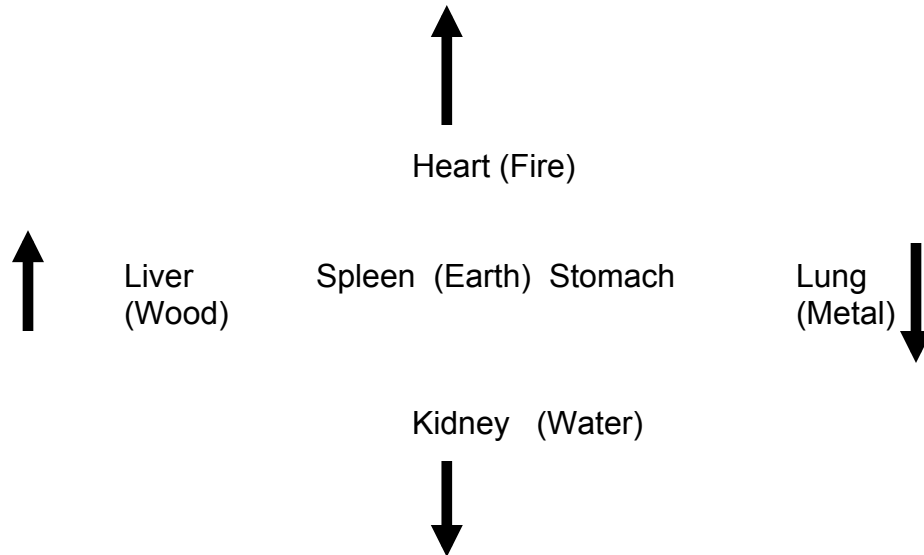 Heart (Fire)
Liver
(Wood)
Spleen (Earth) Stomach
Lung
(Metal)
Kidney (Water)